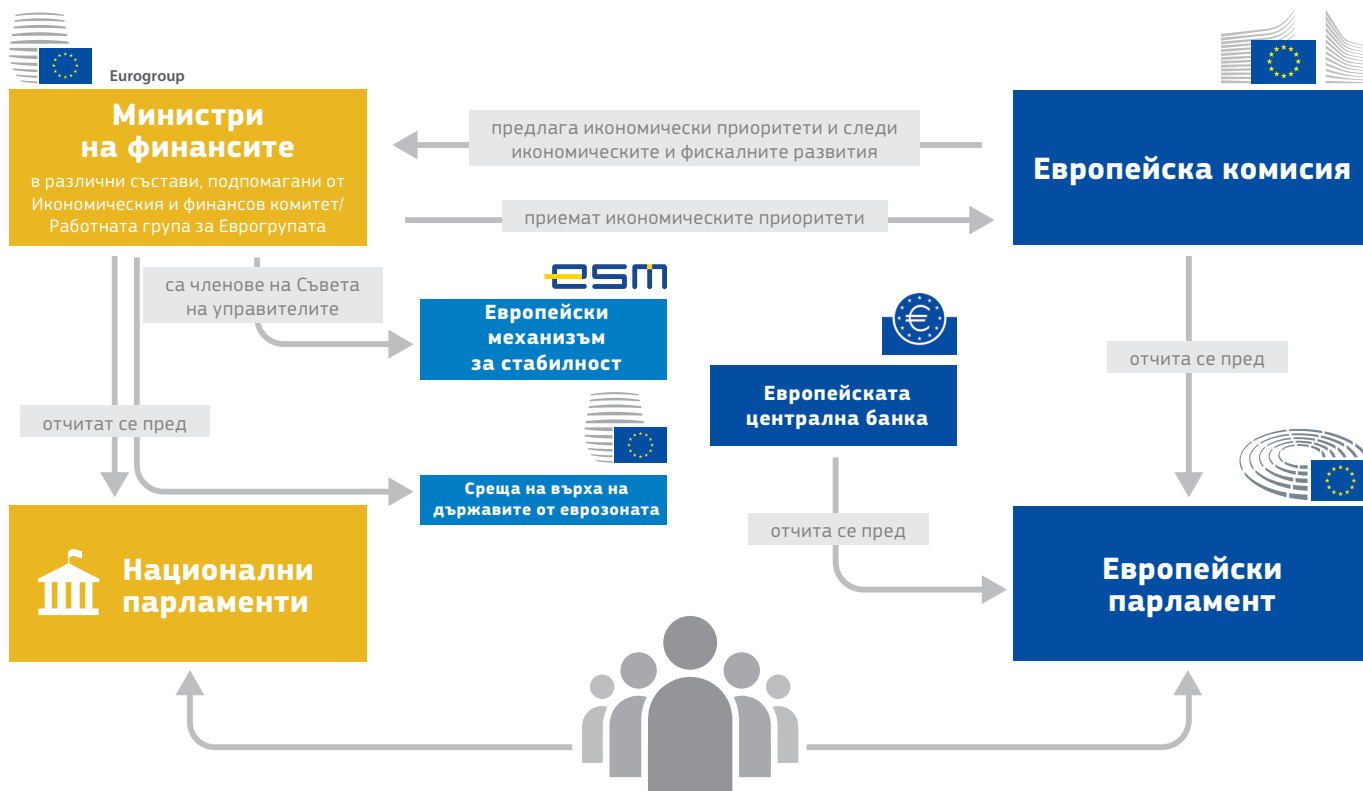 Eurogroup
Министри
на финансите
в различни състави, подпомагани от
Икономическия и финансов комитет/
Работната група за Еврогрупата
предлага икономически приоритети и следи
икономическите и фискалните развития
Европейска комисия
приемат икономическите приоритети
са членове на Съвета
на управителите
esm
Европейски
механизъм
за стабилност
€
Европейската
централна банка
отчита се пред
отчитат се пред
Среща на върха на
държавите от еврозоната
отчита се пред
Национални
парламенти
Европейски
парламент